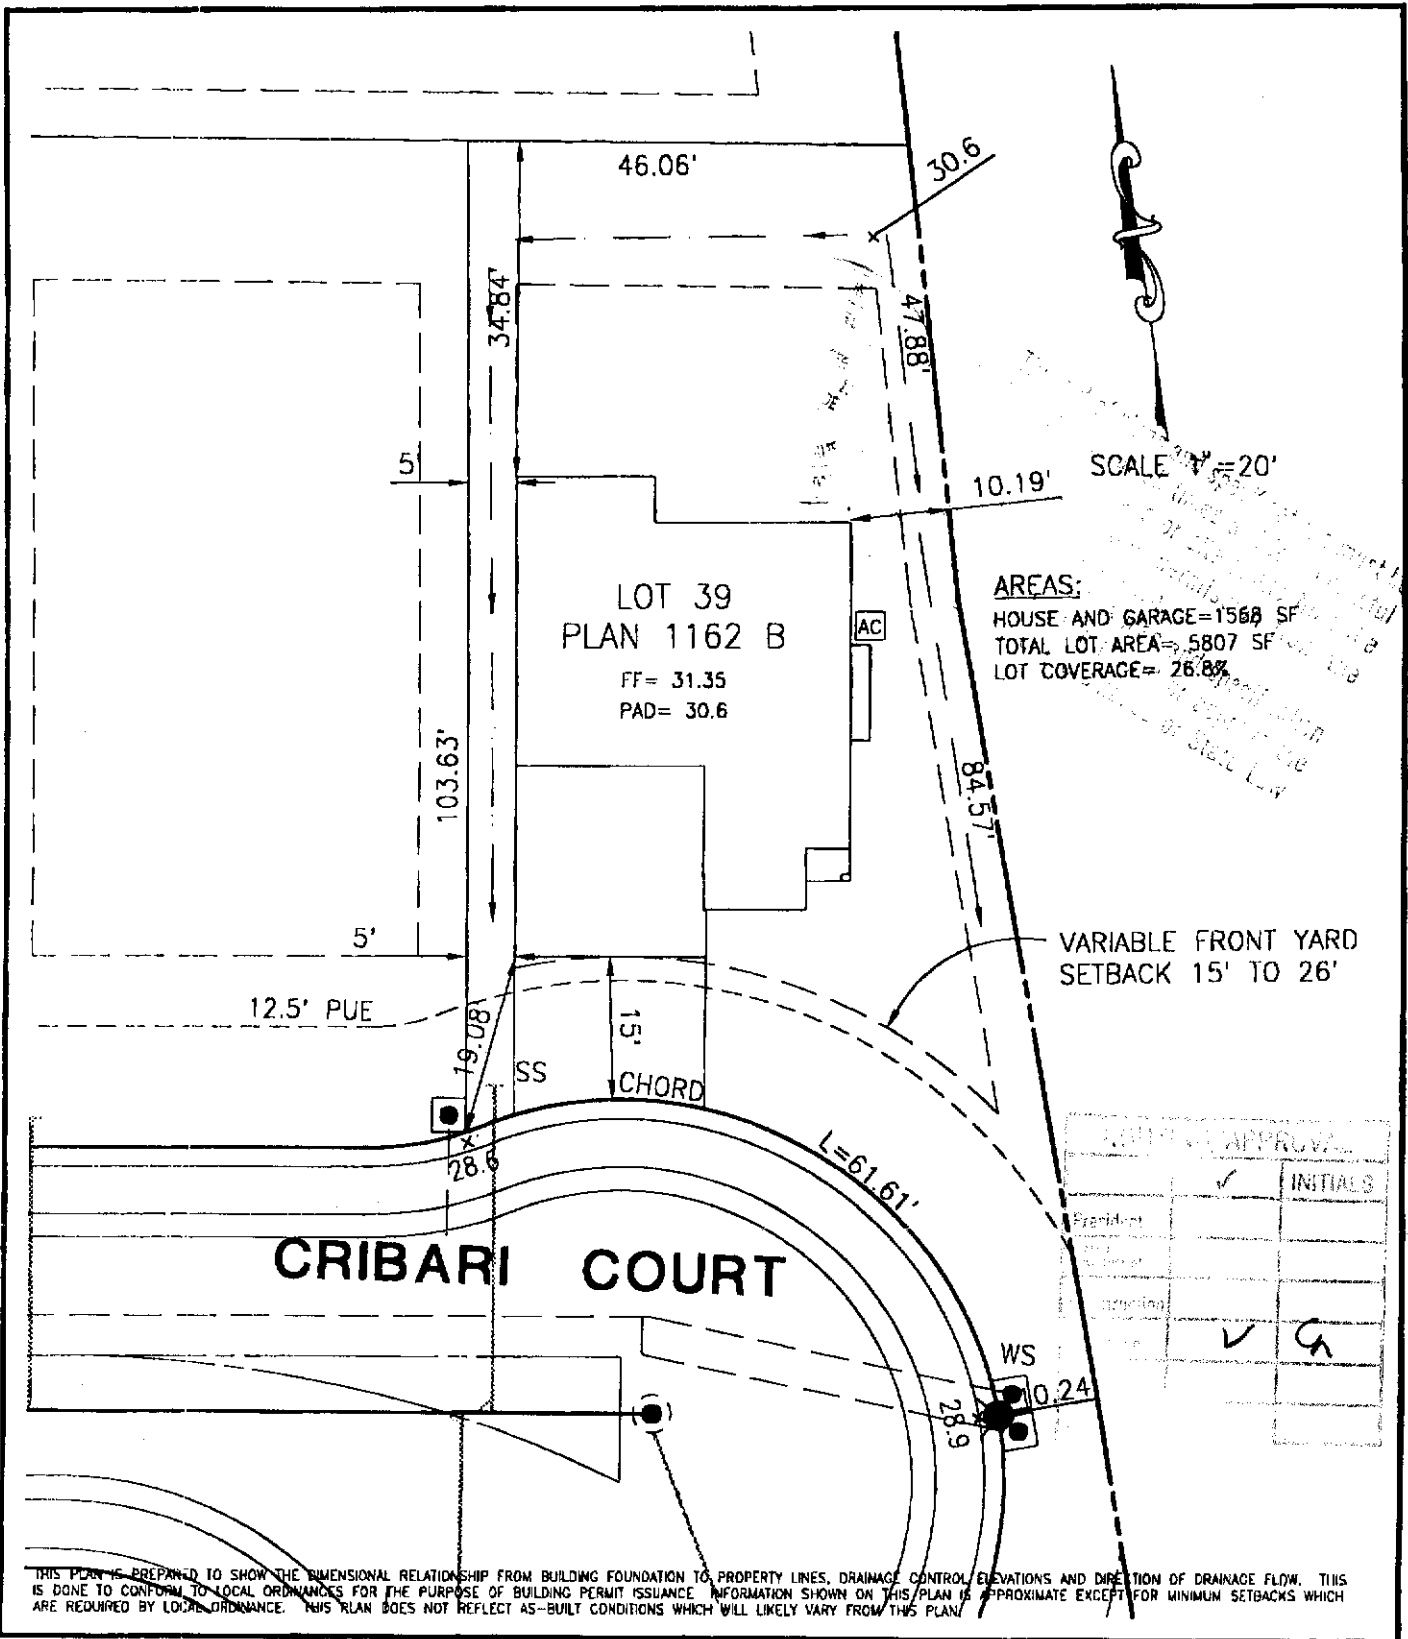 46.06'
30.6
34.84'
47.88'
5'
10.19'
SCALE 1"=20'
LOT 39
PLAN 1162 B
FF= 31.35
PAD= 30.6
AC
AREAS:
HOUSE AND GARAGE=1568 SF
TOTAL LOT AREA= 5807 SF
LOT COVERAGE= 26.8%
must be
of State Law
103.63'
84.57'
5'
VARIABLE FRONT YARD
SETBACK 15' TO 26'
12.5' PUE
19.08'
15'
SS
CHORD
28.6
L=61.61'
APPROVAL
✓ INITIALS
President
CRIBARI COURT
WS
10.24
28.9
THIS PLAN IS PREPARED TO SHOW THE DIMENSIONAL RELATIONSHIP FROM BUILDING FOUNDATION TO PROPERTY LINES, DRAINAGE CONTROL ELEVATIONS AND DIRECTION OF DRAINAGE FLOW. THIS
IS DONE TO CONFORM TO LOCAL ORDINANCES FOR THE PURPOSE OF BUILDING PERMIT ISSUANCE INFORMATION SHOWN ON THIS PLAN IS APPROXIMATE EXCEPT FOR MINIMUM SETBACKS WHICH
ARE REQUIRED BY LOCAL ORDINANCE. THIS PLAN DOES NOT REFLECT AS-BUILT CONDITIONS WHICH WILL LIKELY VARY FROM THIS PLAN